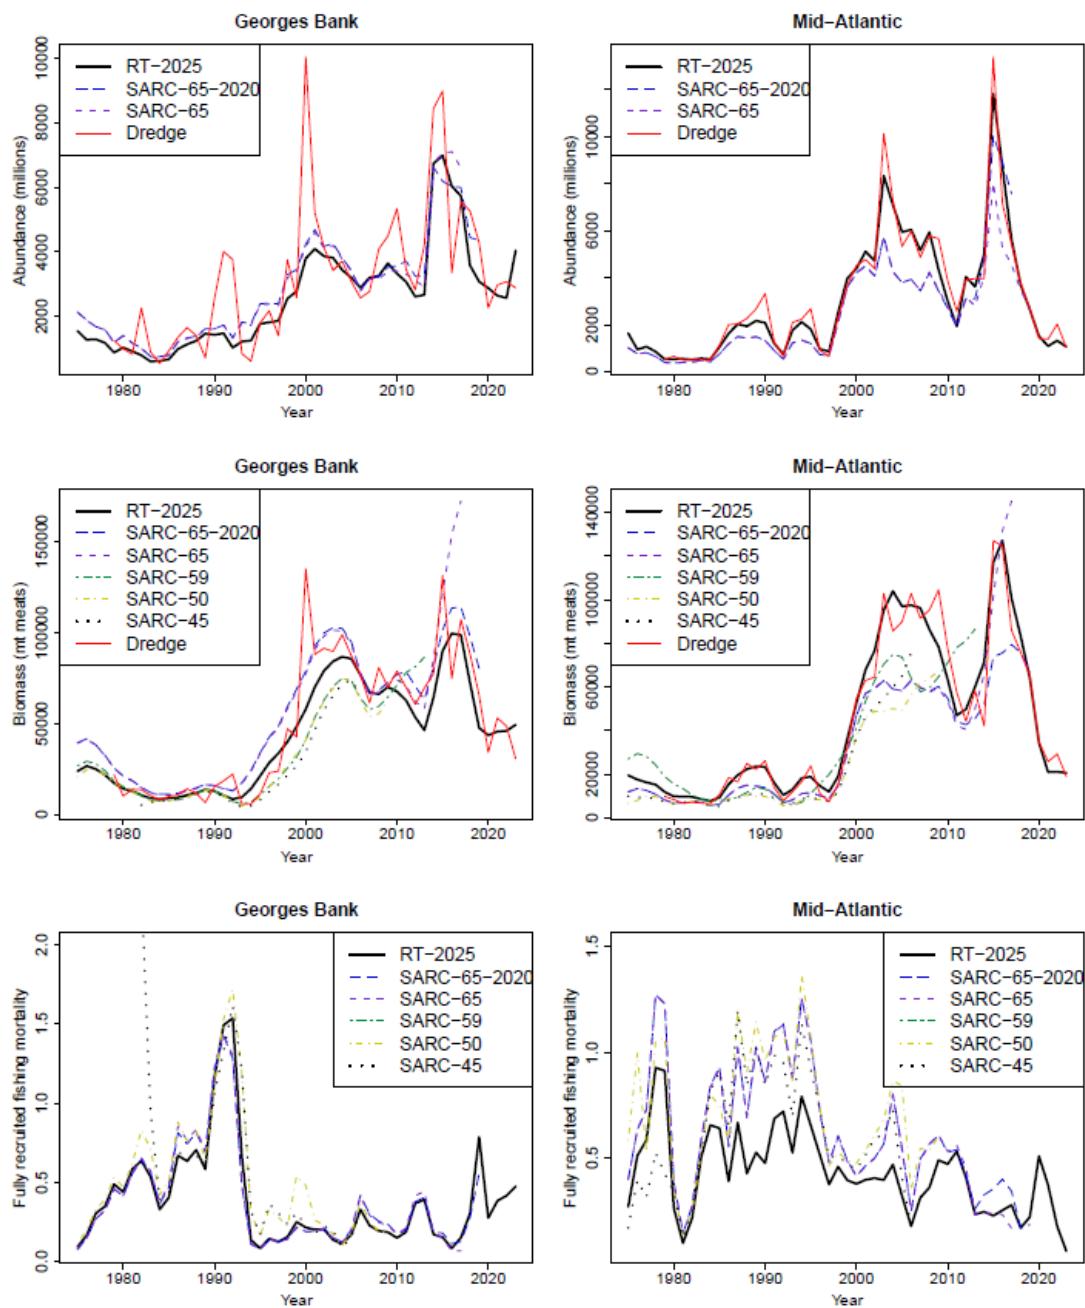 Georges Bank
RT−2025
SARC−65−2020
SARC−65
Dredge
Abundance (millions)
10000
8000
6000
4000
2000
1980 1990 2000 2010 2020
Year
Mid−Atlantic
RT−2025
SARC−65−2020
SARC−65
Dredge
Abundance (millions)
10000
6000
2000
0
1980 1990 2000 2010 2020
Year
Georges Bank
RT−2025
SARC−65−2020
SARC−65
SARC−59
SARC−50
SARC−45
Dredge
Biomass (mt meats)
150000
100000
50000
0
1980 1990 2000 2010 2020
Year
Mid−Atlantic
RT−2025
SARC−65−2020
SARC−65
SARC−59
SARC−50
SARC−45
Dredge
Biomass (mt meats)
140000
100000
60000
20000
0
1980 1990 2000 2010 2020
Year
Georges Bank
RT−2025
SARC−65−2020
SARC−65
SARC−59
SARC−50
SARC−45
Fully recruited fishing mortality
2.0
1.5
1.0
0.5
0.0
1980 1990 2000 2010 2020
Year
Mid−Atlantic
RT−2025
SARC−65−2020
SARC−65
SARC−59
SARC−50
SARC−45
Fully recruited fishing mortality
1.5
1.0
0.5
1980 1990 2000 2010 2020
Year